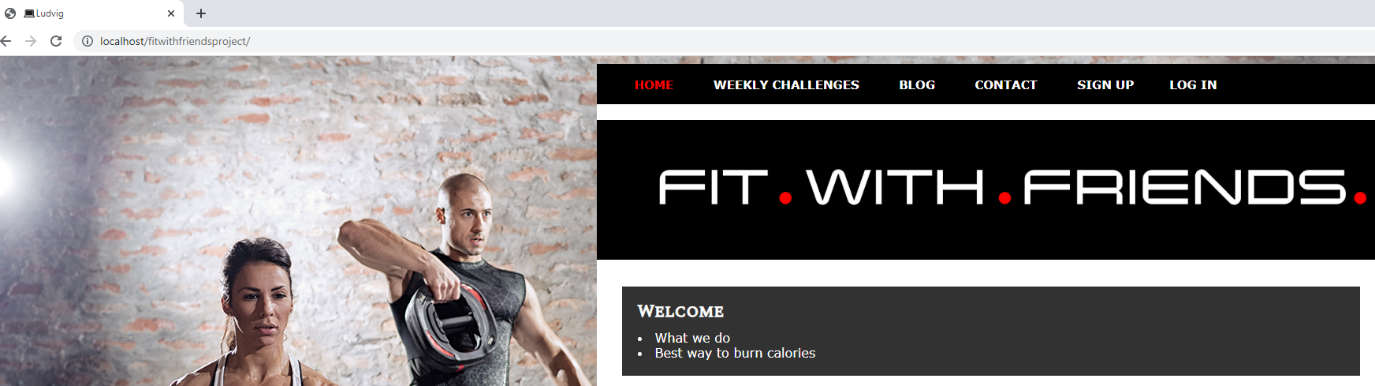 Ludvig
localhost/fitwithfriendsproject/
HOME WEEKLY CHALLENGES BLOG CONTACT SIGN UP LOG IN
FIT.WITH.FRIENDS.
Welcome
• What we do
• Best way to burn calories